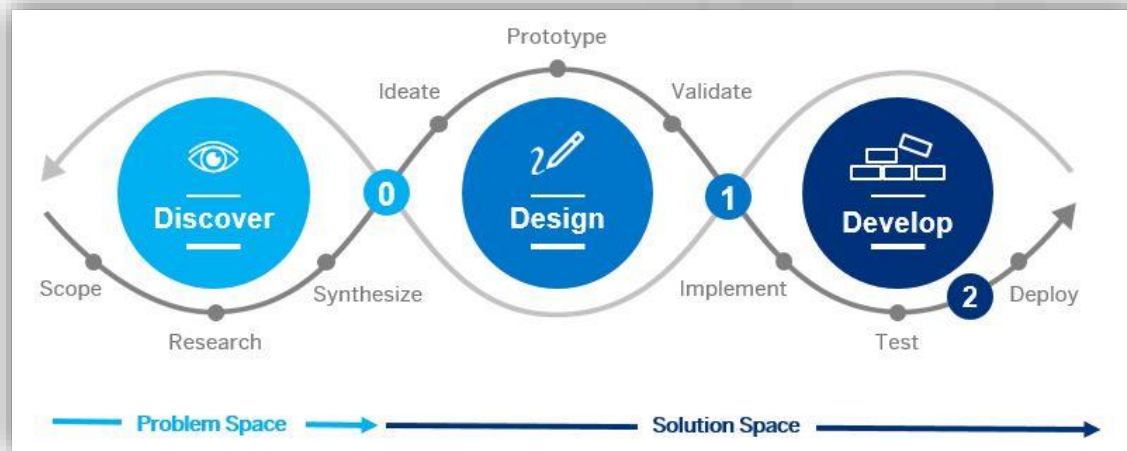 Prototype
Ideate
Validate
0
1
Discover
Design
Develop
Scope
Synthesize
Implement
2
Deploy
Research
Test
Problem Space
Solution Space